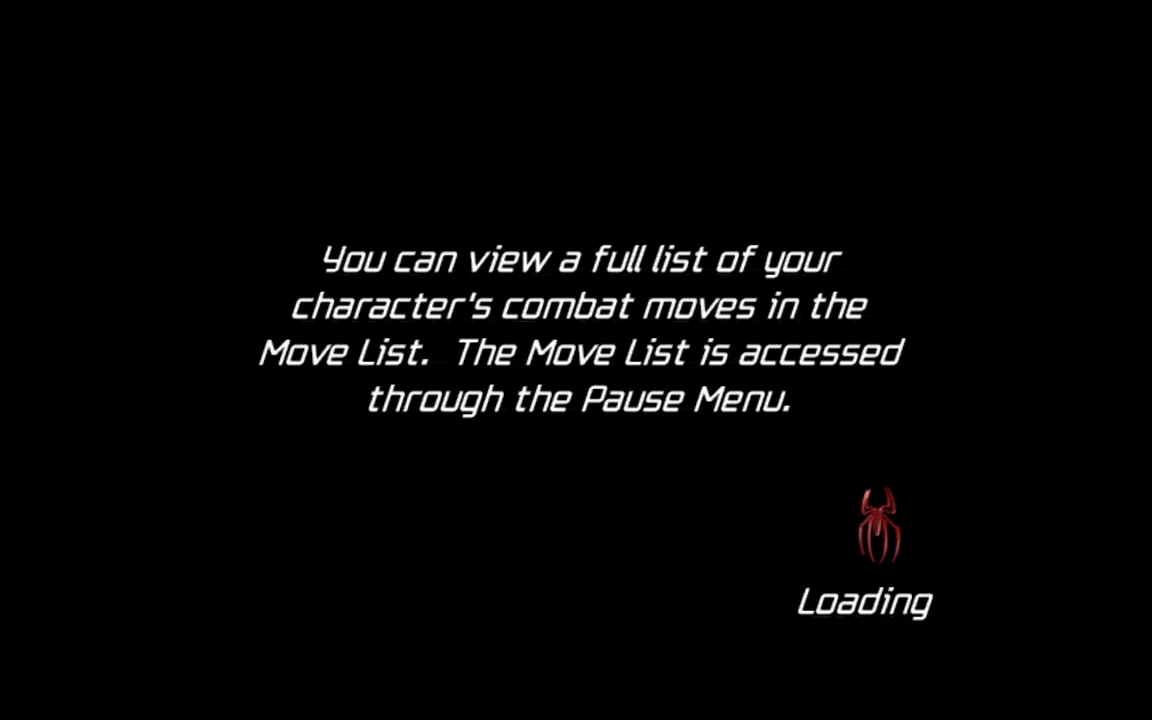 You can view a full list of your
character's combat moves in the
Move List.  The Move List is accessed
through the Pause Menu.
Loading